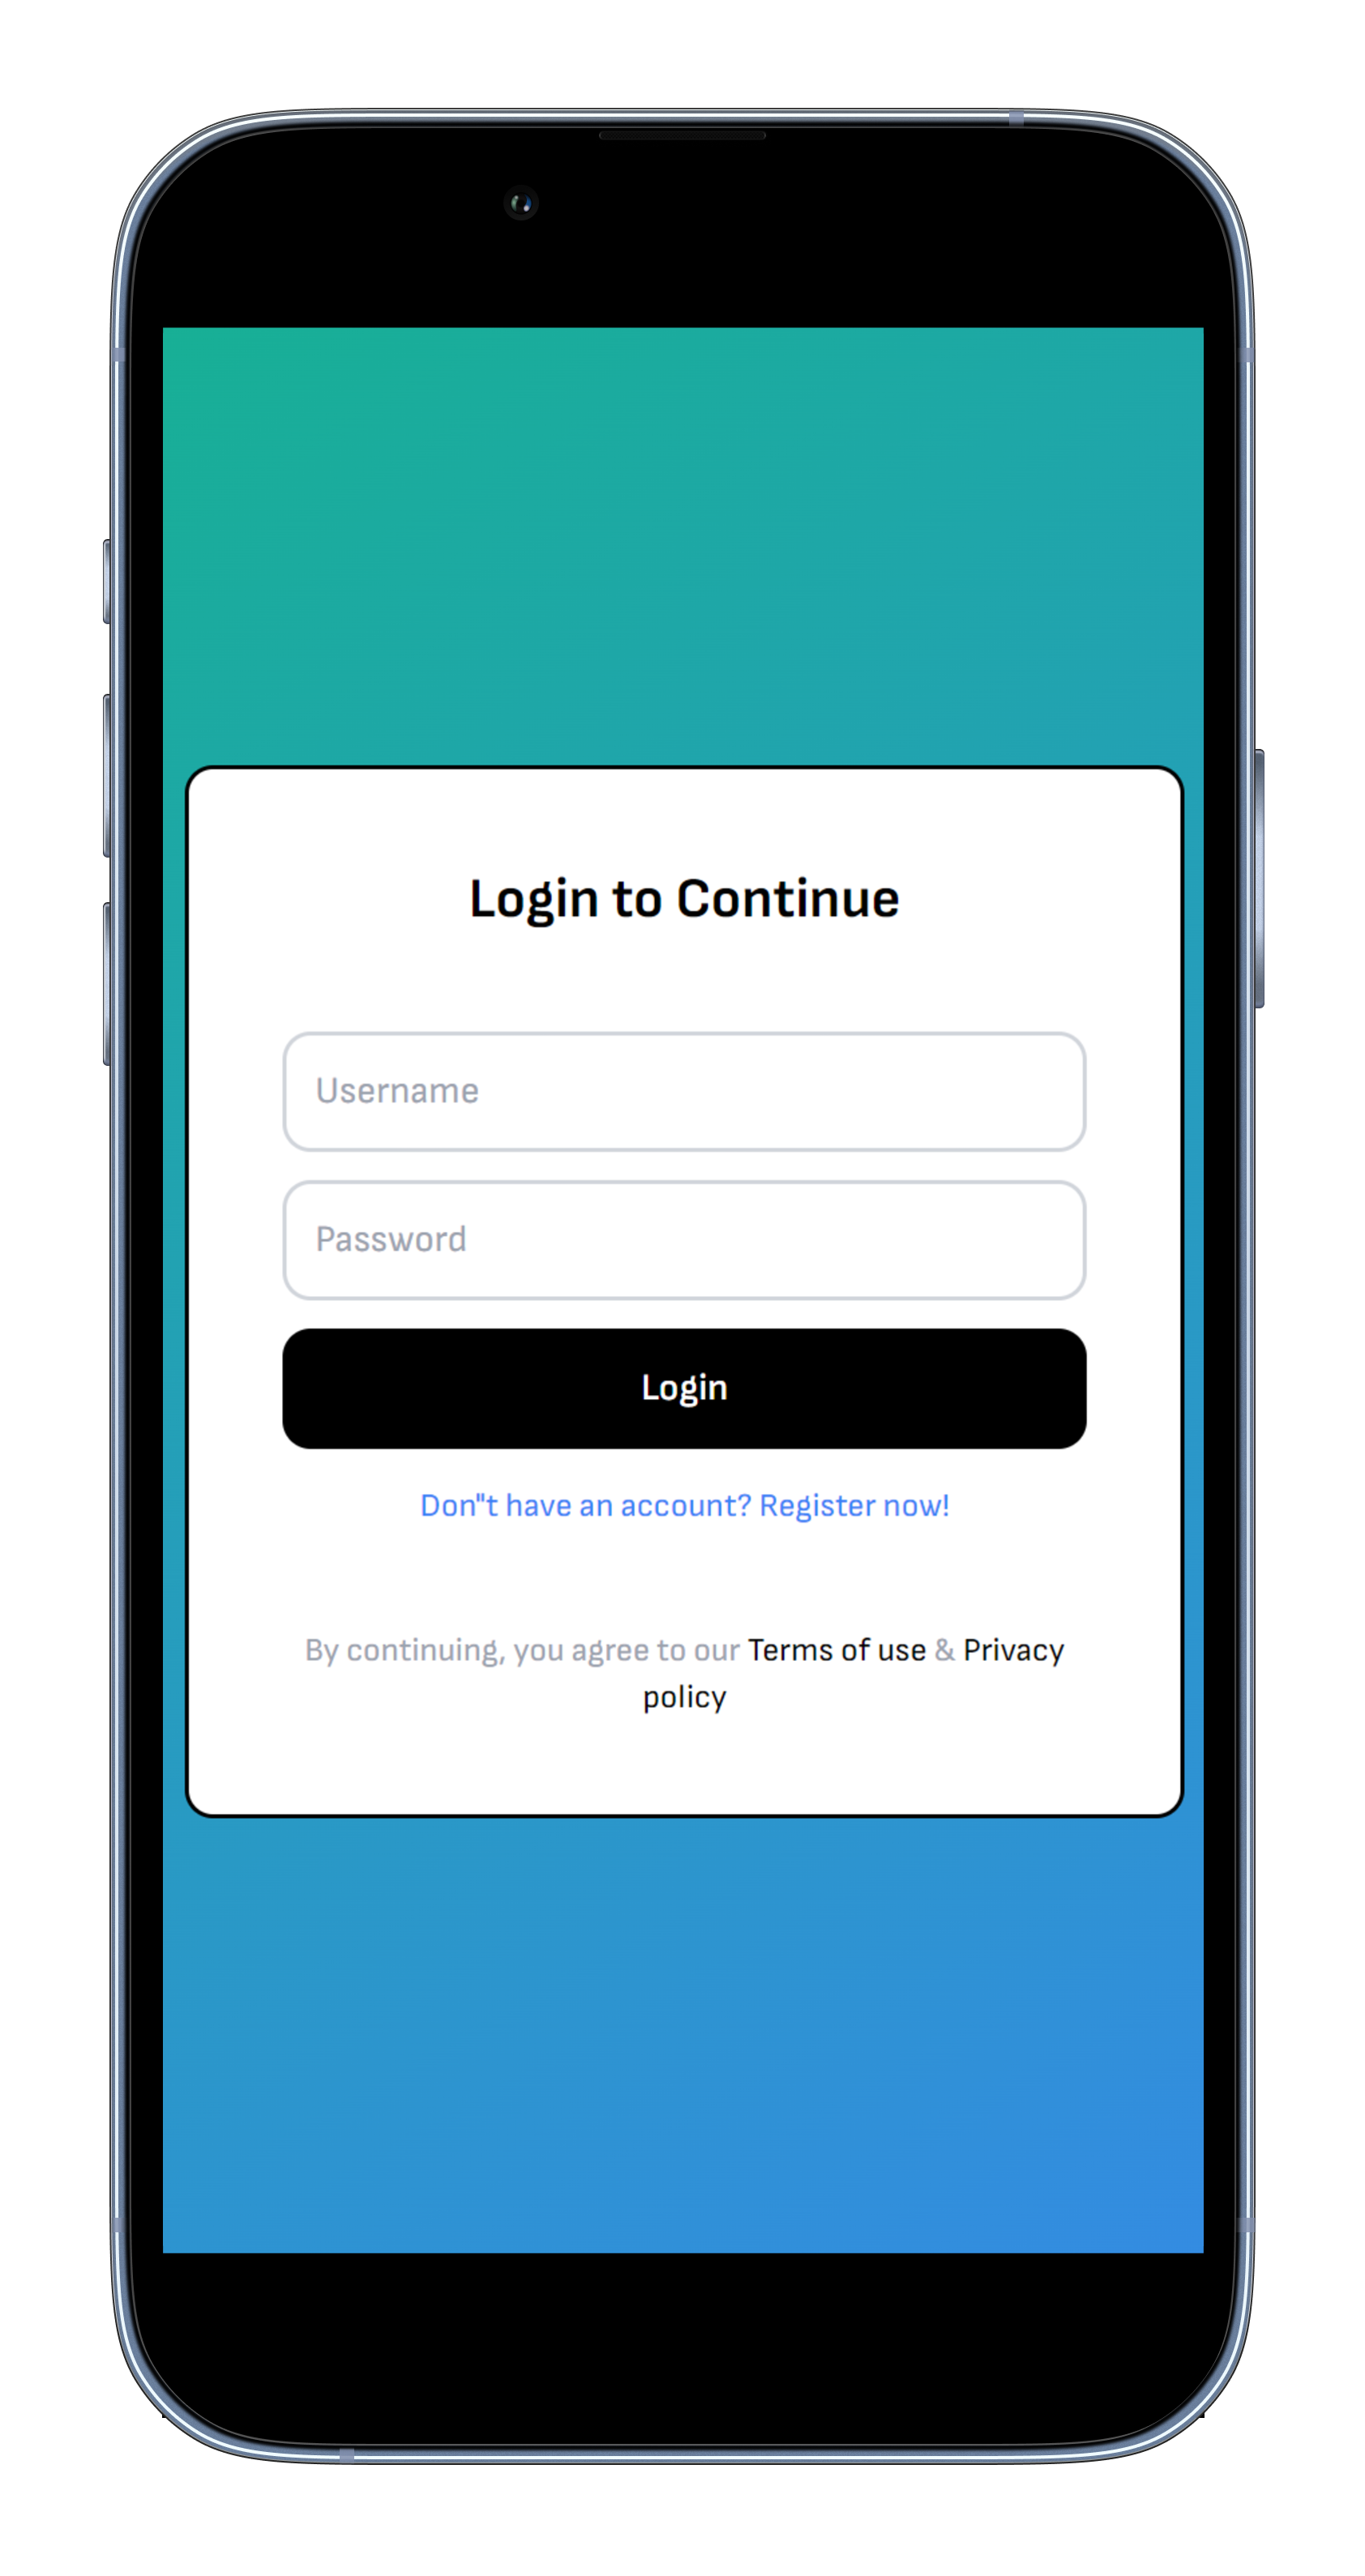 Login to Continue
Username
Password
Login
Don"t have an account? Register now!
By continuing, you agree to our Terms of use & Privacy
policy